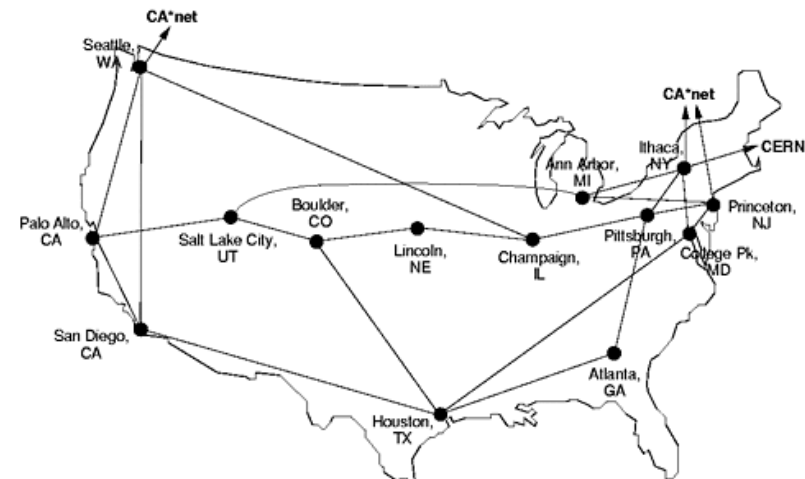 CA*net
Seattle,
WA
CA*net
CERN
Ithaca,
NY
Ann Arbor,
MI
Boulder,
CO
Palo Alto,
CA
Salt Lake City,
UT
Lincoln,
NE
Champaign,
IL
Pittsburgh,
PA
Princeton,
NJ
College Pk,
MD
San Diego,
CA
Atlanta,
GA
Houston,
TX